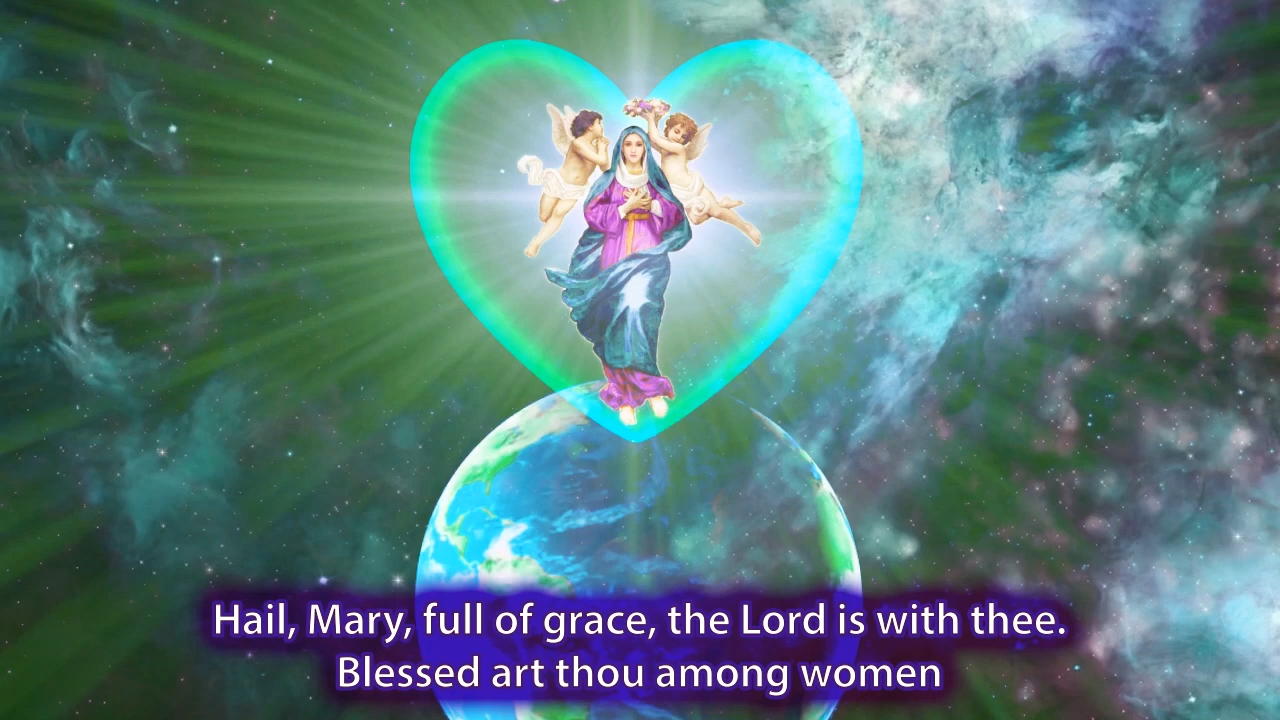 Hail, Mary, full of grace, the Lord is with thee.
Blessed art thou among women